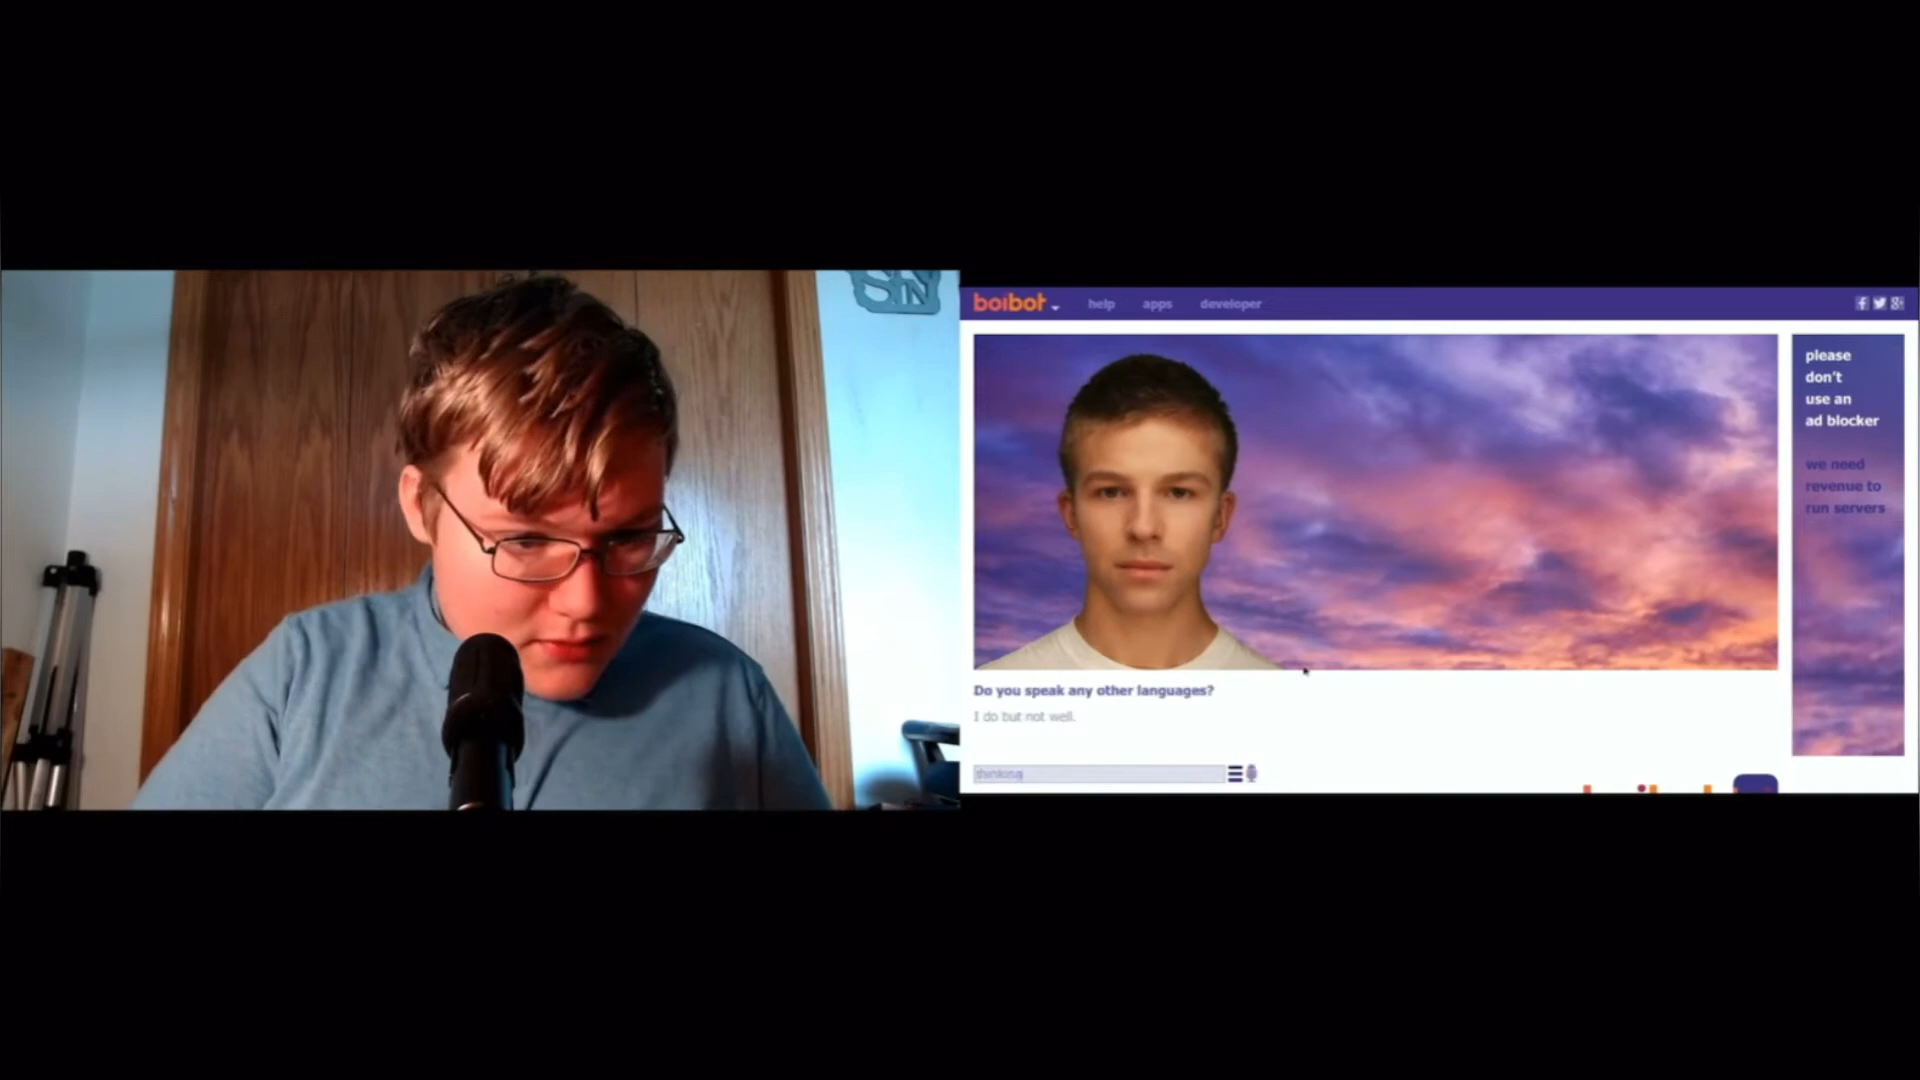 boibot
help
apps
developer
please
don't
use an
ad blocker
we need
revenue to
run servers
Do you speak any other languages?
I do but not well.
thinking